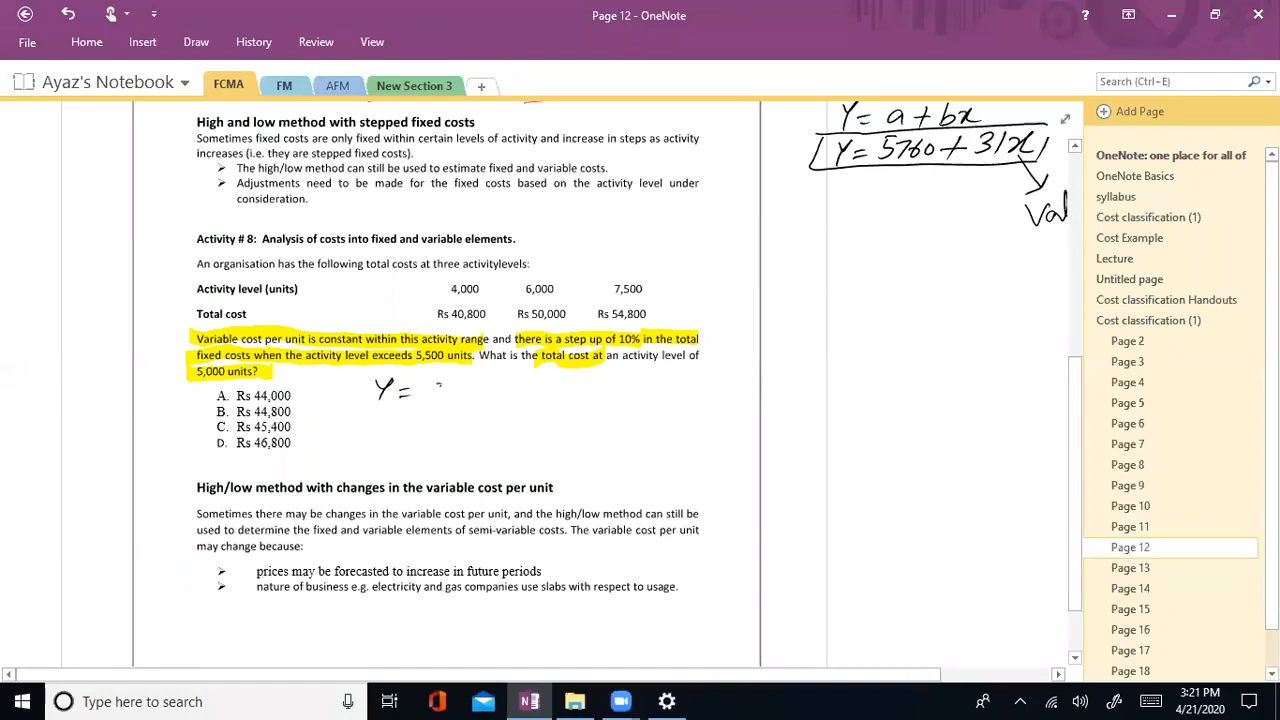 Page 12 - OneNote
File Home Insert Draw History Review View
Ayaz's Notebook FCMA FM AFM New Section 3 +
Search (Ctrl+E)
Add Page
Y = a + bx
Y = 5760 + 31x
High and low method with stepped fixed costs
Sometimes fixed costs are only fixed within certain levels of activity and increase in steps as activity
increases (i.e. they are stepped fixed costs).
➢ The high/low method can still be used to estimate fixed and variable costs.
➢ Adjustments need to be made for the fixed costs based on the activity level under
consideration.
Activity # 8: Analysis of costs into fixed and variable elements.
An organisation has the following total costs at three activitylevels:
Activity level (units) 4,000 6,000 7,500
Total cost Rs 40,800 Rs 50,000 Rs 54,800
Variable cost per unit is constant within this activity range and there is a step up of 10% in the total
fixed costs when the activity level exceeds 5,500 units. What is the total cost at an activity level of
5,000 units?
Y =
A. Rs 44,000
B. Rs 44,800
C. Rs 45,400
D. Rs 46,800
High/low method with changes in the variable cost per unit
Sometimes there may be changes in the variable cost per unit, and the high/low method can still be
used to determine the fixed and variable elements of semi-variable costs. The variable cost per unit
may change because:
➢ prices may be forecasted to increase in future periods
➢ nature of business e.g. electricity and gas companies use slabs with respect to usage.
OneNote: one place for all of
OneNote Basics
syllabus
Cost classification (1)
Cost Example
Lecture
Untitled page
Cost classification Handouts
Cost classification (1)
Page 2
Page 3
Page 4
Page 5
Page 6
Page 7
Page 8
Page 9
Page 10
Page 11
Page 12
Page 13
Page 14
Page 15
Page 16
Page 17
Page 18
Type here to search
3:21 PM
4/21/2020